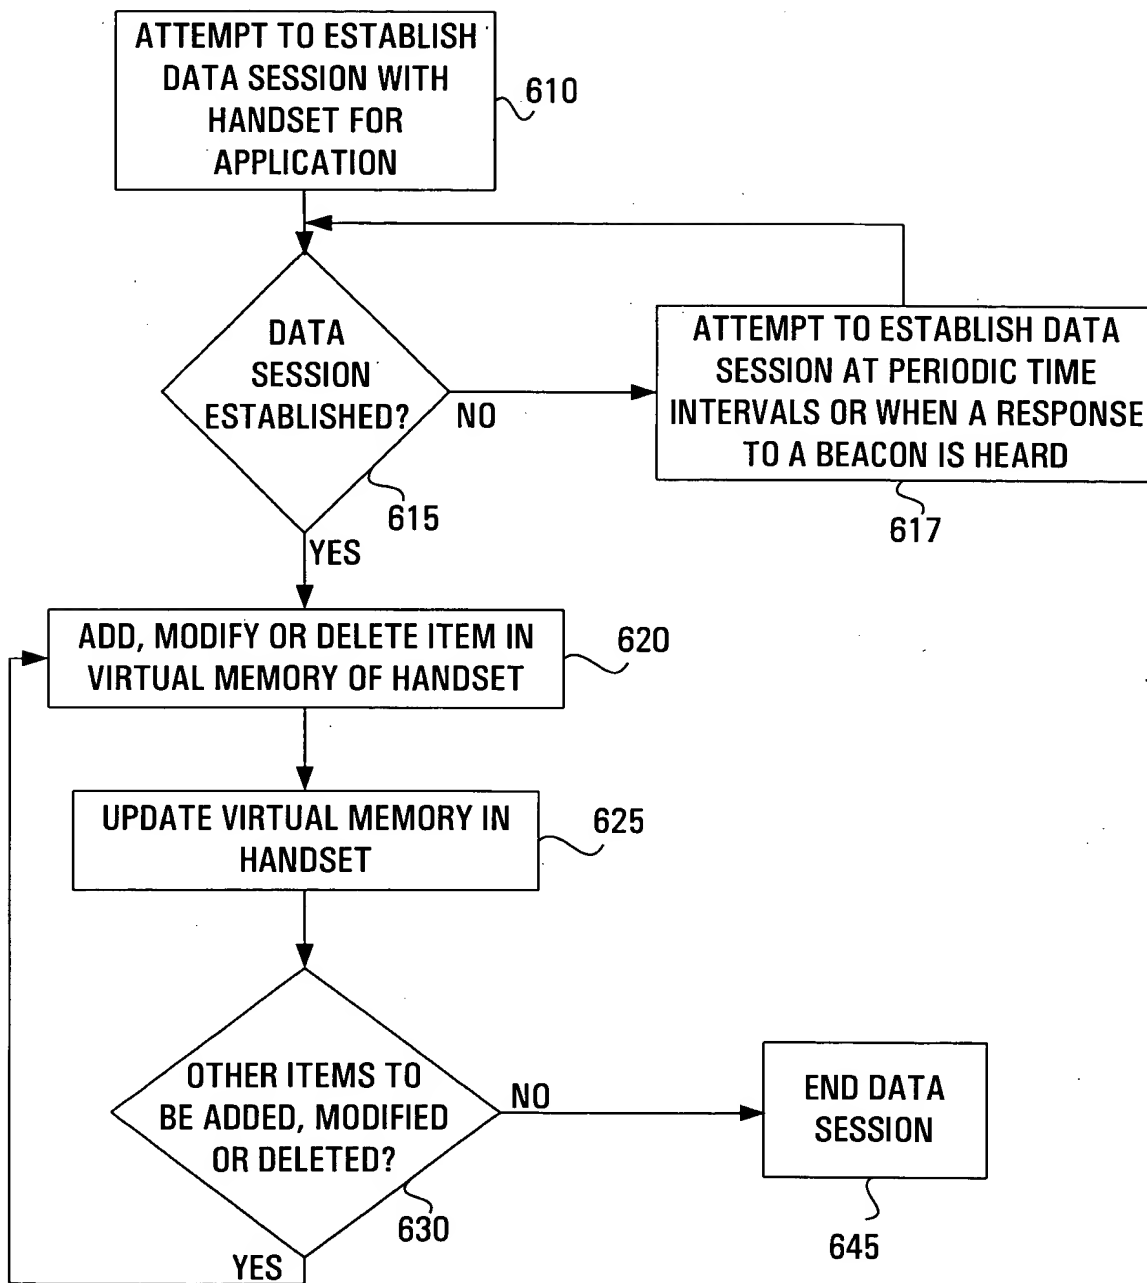 ATTEMPT TO ESTABLISH
DATA SESSION WITH
HANDSET FOR
APPLICATION
610
DATA
SESSION
ESTABLISHED?
NO
615
YES
ATTEMPT TO ESTABLISH DATA
SESSION AT PERIODIC TIME
INTERVALS OR WHEN A RESPONSE
TO A BEACON IS HEARD
617
ADD, MODIFY OR DELETE ITEM IN
VIRTUAL MEMORY OF HANDSET
620
UPDATE VIRTUAL MEMORY IN
HANDSET
625
OTHER ITEMS TO
BE ADDED, MODIFIED
OR DELETED?
NO
630
YES
END DATA
SESSION
645